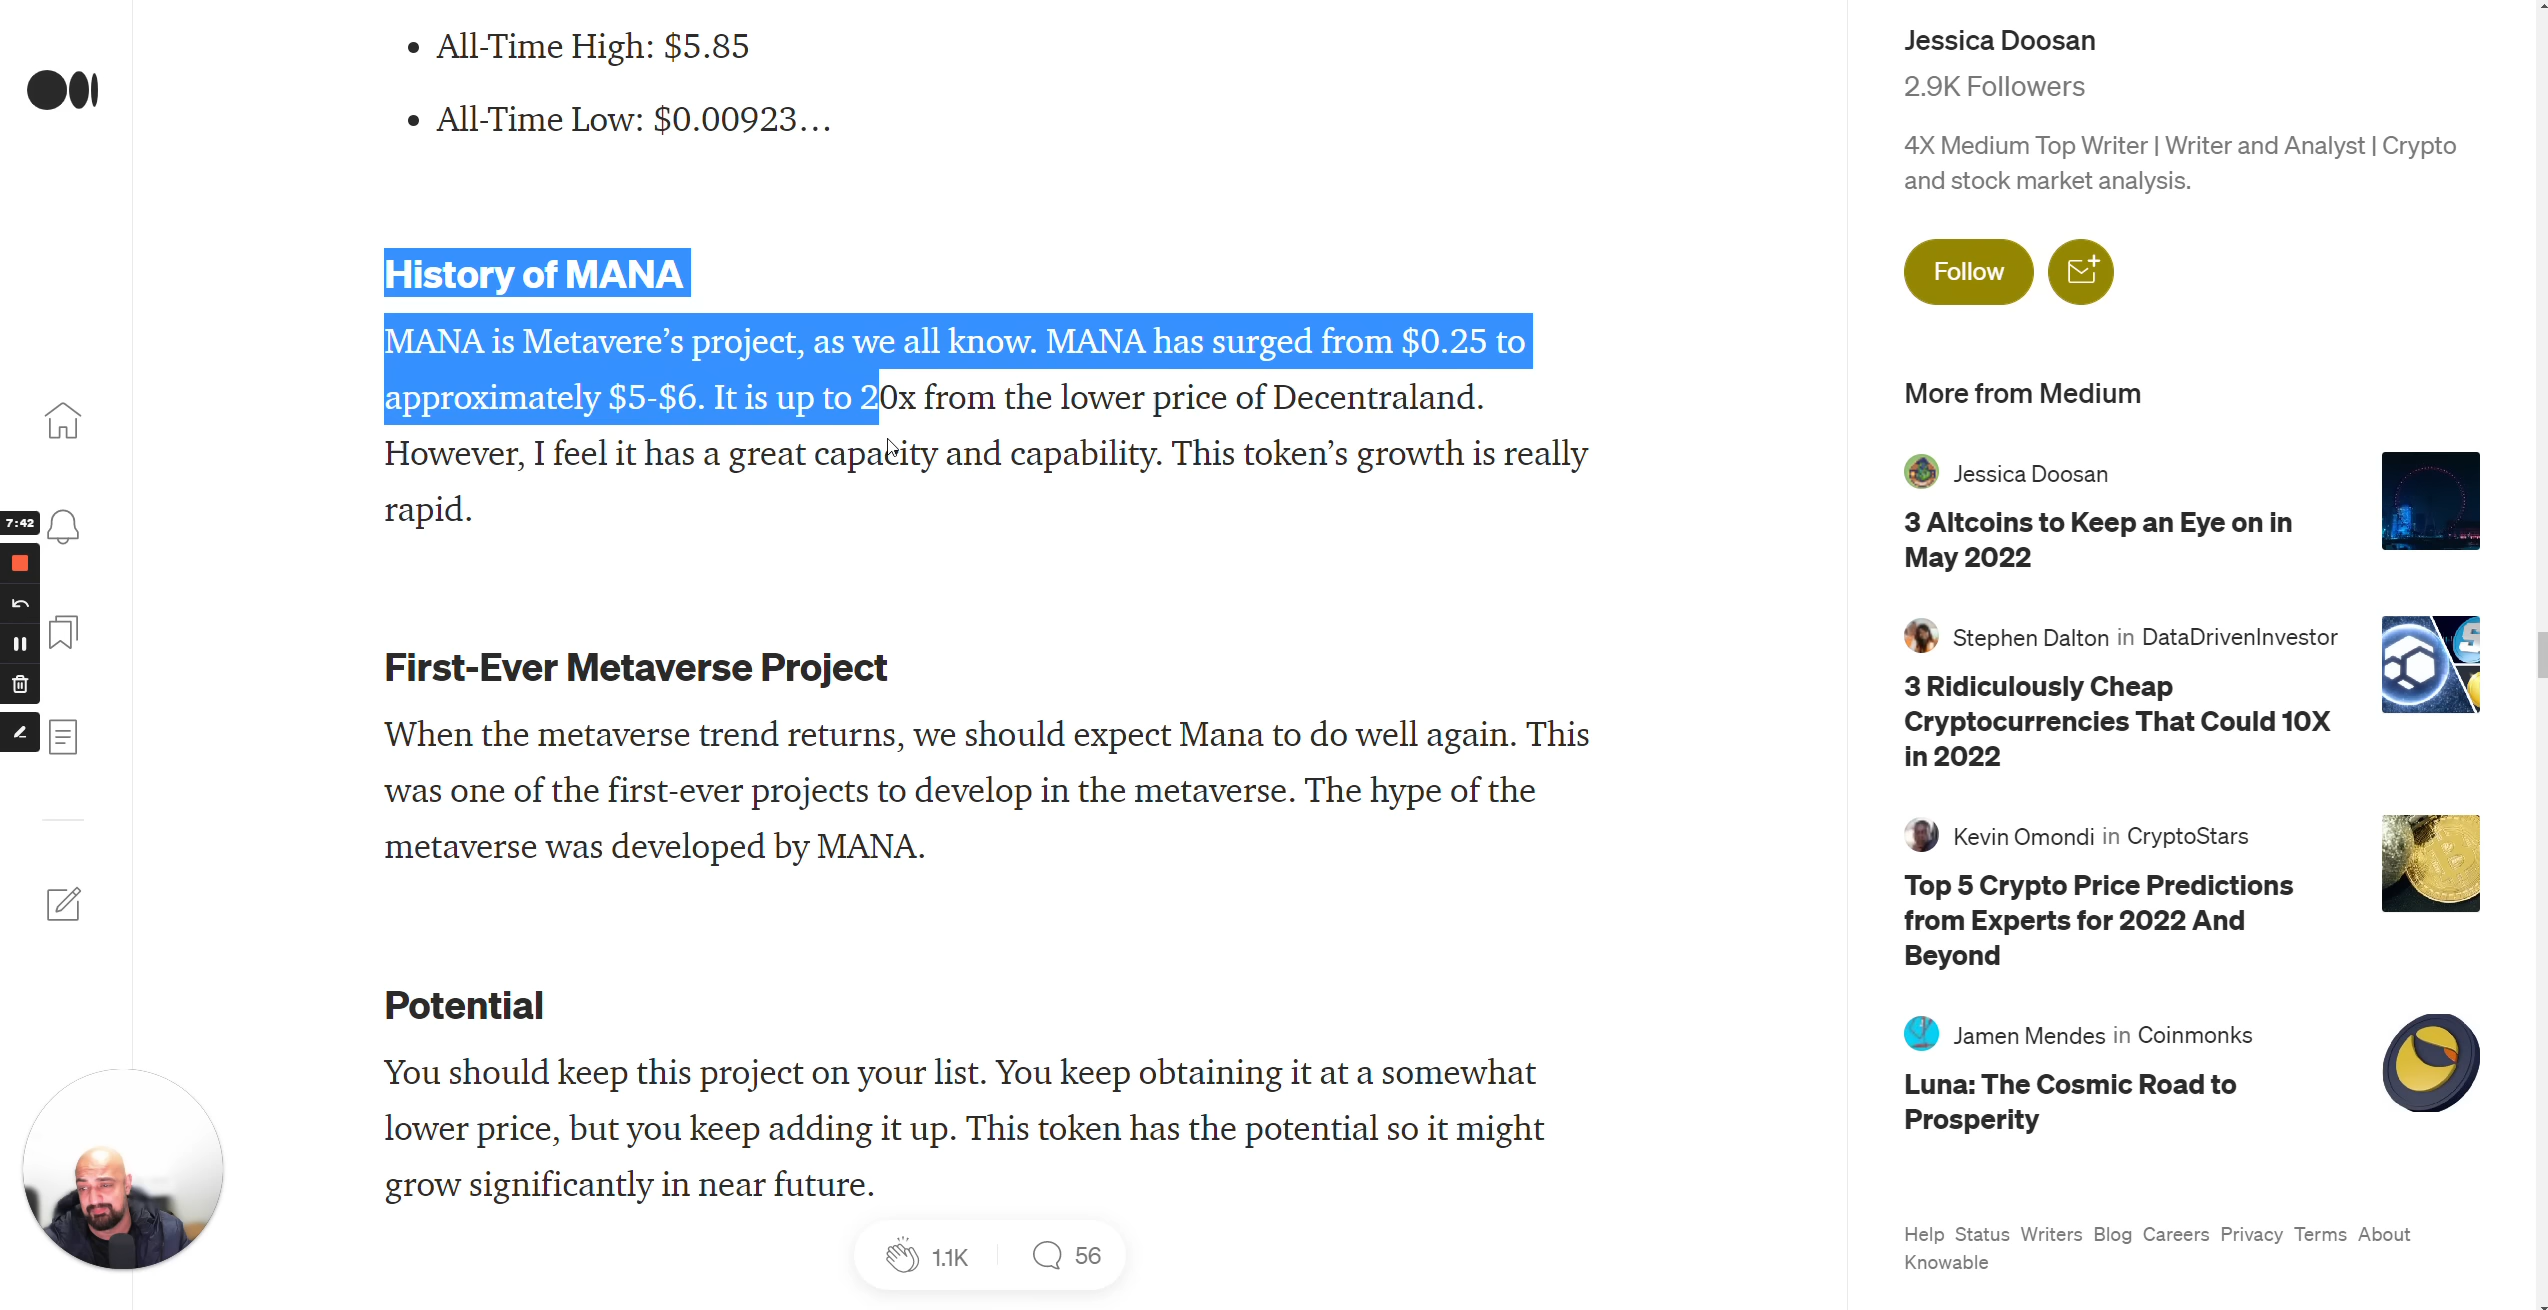 All-Time High: $5.85
All-Time Low: $0.00923…
History of MANA
MANA is Metavere’s project, as we all know. MANA has surged from $0.25 to
approximately $5-$6. It is up to 20x from the lower price of Decentraland.
However, I feel it has a great capacity and capability. This token’s growth is really
rapid.
First-Ever Metaverse Project
When the metaverse trend returns, we should expect Mana to do well again. This
was one of the first-ever projects to develop in the metaverse. The hype of the
metaverse was developed by MANA.
Potential
You should keep this project on your list. You keep obtaining it at a somewhat
lower price, but you keep adding it up. This token has the potential so it might
grow significantly in near future.
1.1K
56
7:42
Jessica Doosan
2.9K Followers
4X Medium Top Writer | Writer and Analyst | Crypto
and stock market analysis.
Follow
More from Medium
Jessica Doosan
3 Altcoins to Keep an Eye on in
May 2022
Stephen Dalton in DataDrivenInvestor
3 Ridiculously Cheap
Cryptocurrencies That Could 10X
in 2022
Kevin Omondi in CryptoStars
Top 5 Crypto Price Predictions
from Experts for 2022 And
Beyond
Jamen Mendes in Coinmonks
Luna: The Cosmic Road to
Prosperity
Help Status Writers Blog Careers Privacy Terms About
Knowable